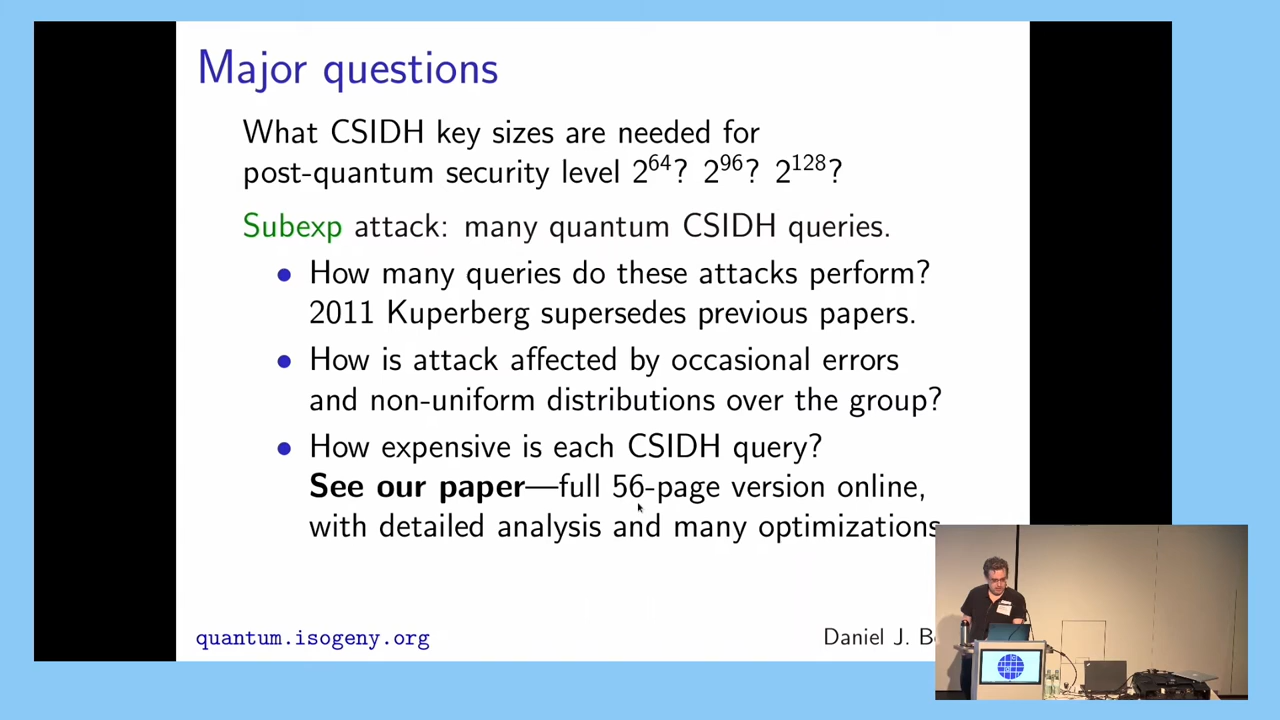 Major questions
What CSIDH key sizes are needed for
post-quantum security level 2^64? 2^96? 2^128?
Subexp attack: many quantum CSIDH queries.
• How many queries do these attacks perform?
2011 Kuperberg supersedes previous papers.
• How is attack affected by occasional errors
and non-uniform distributions over the group?
• How expensive is each CSIDH query?
See our paper—full 56-page version online,
with detailed analysis and many optimizations
quantum.isogeny.org
Daniel J.